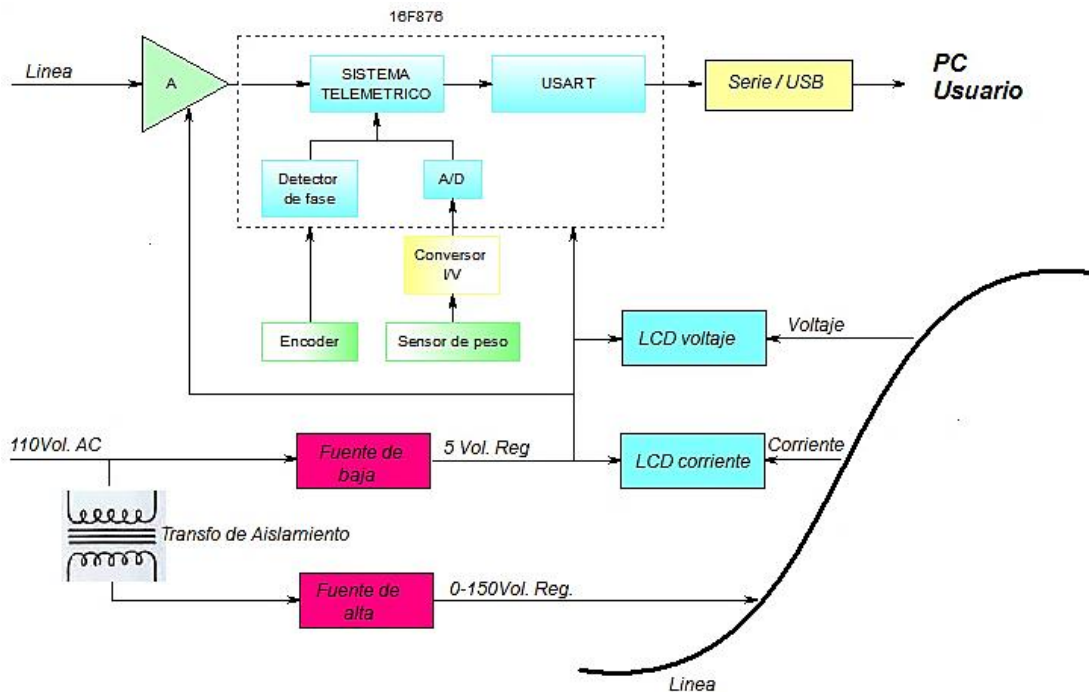 16F876
Linea
A
SISTEMA
TELEMETRICO
USART
Serie / USB
PC
Usuario
Detector
de fase
A/D
Conversor
I/V
Encoder
Sensor de peso
LCD voltaje
Voltaje
110Vol. AC
Fuente de
baja
5 Vol. Reg
LCD corriente
Corriente
Transfo de Aislamiento
Fuente de
alta
0-150Vol. Reg.
Linea